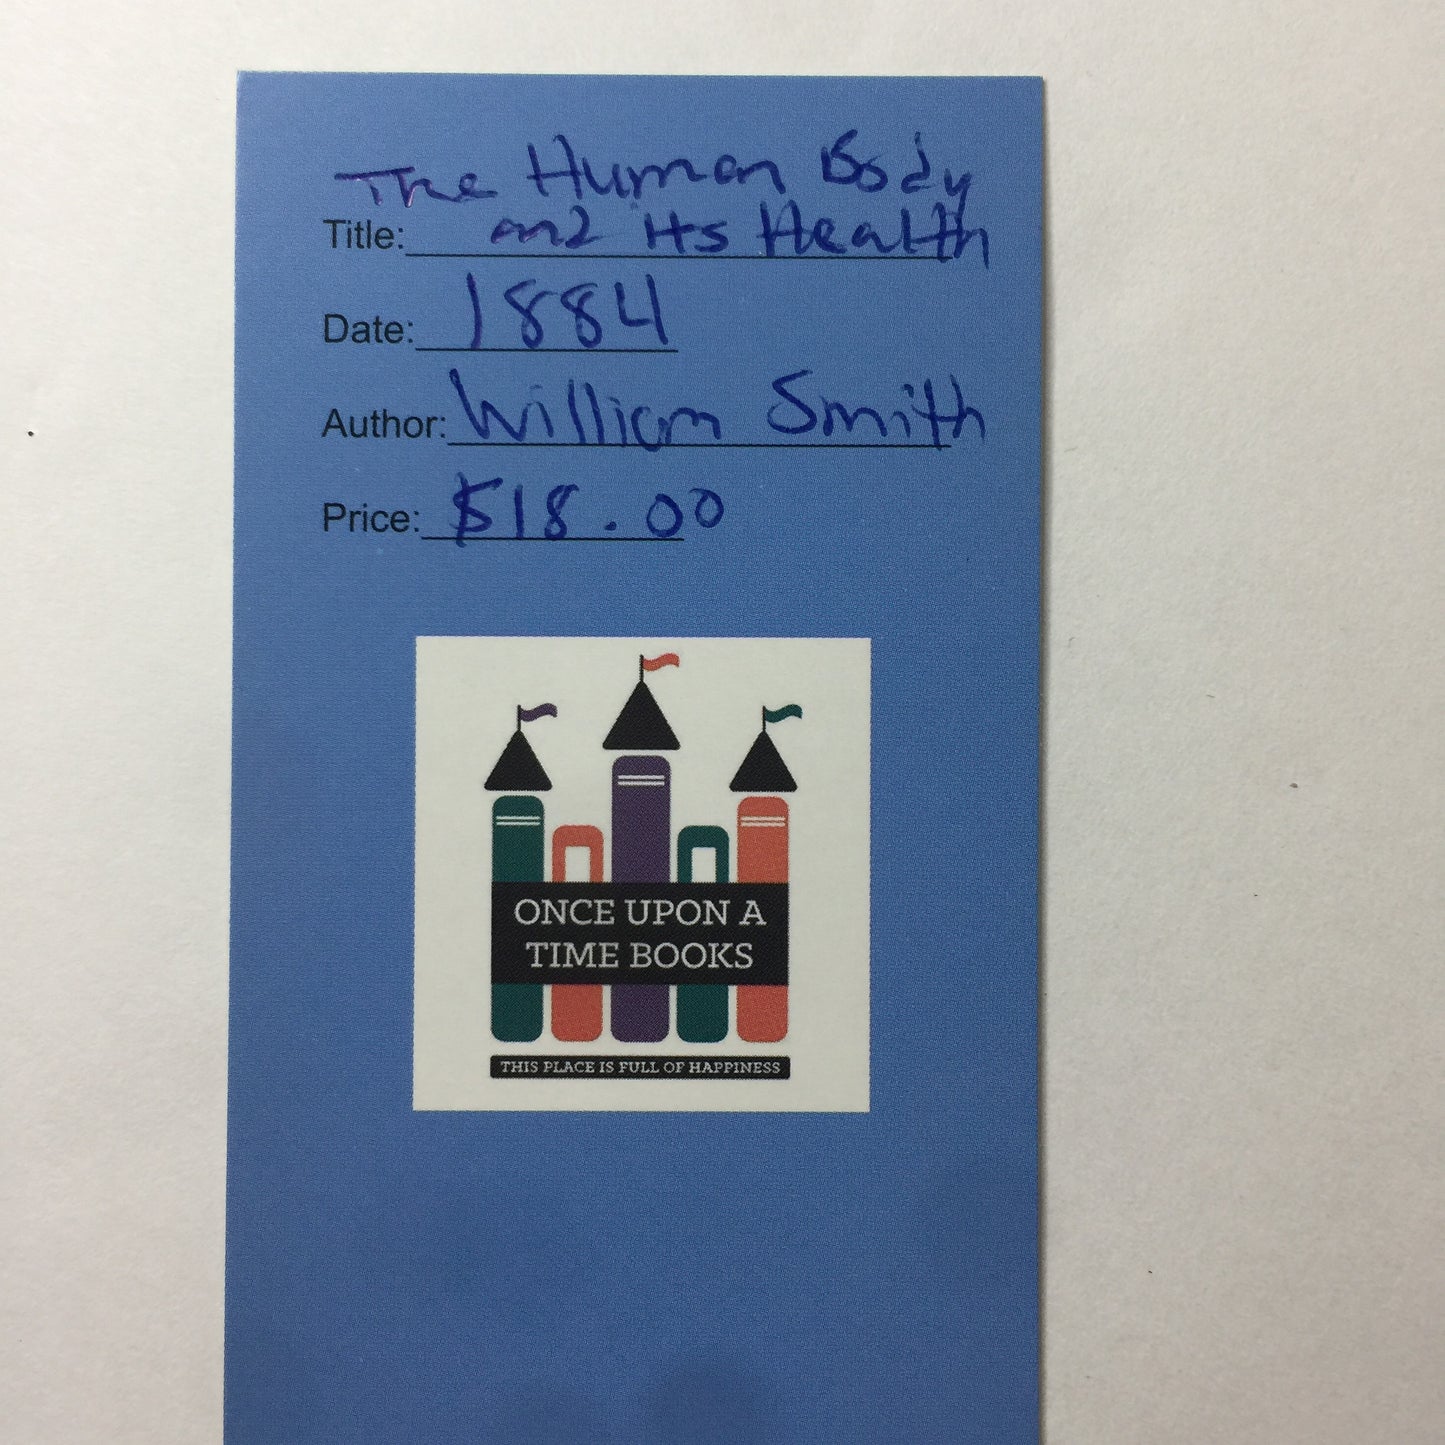 The Human Body
Title: and its Health
Date: 1884
Author: William Smith
Price: $18.00
ONCE UPON A
TIME BOOKS
THIS PLACE IS FULL OF HAPPINESS